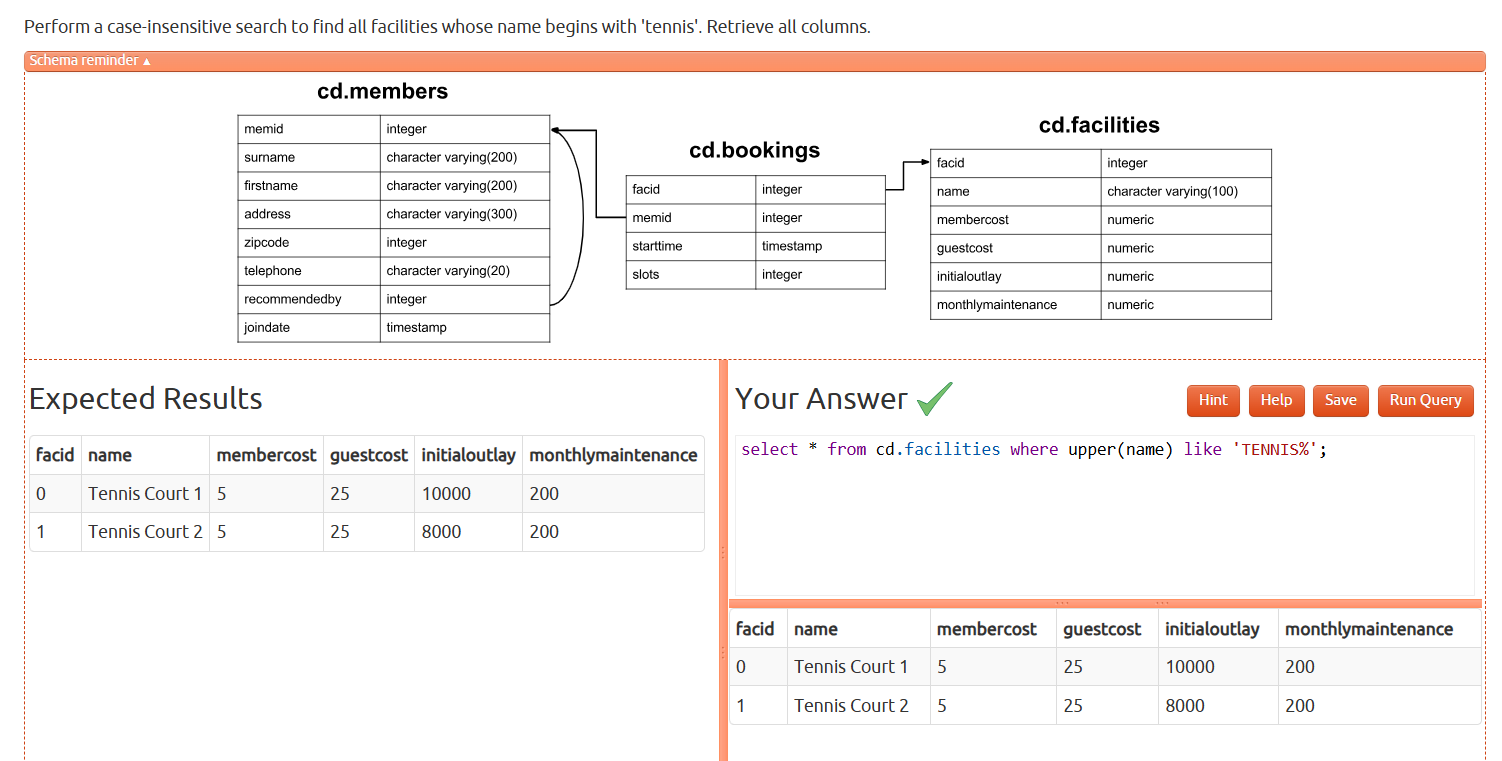 Perform a case-insensitive search to find all facilities whose name begins with 'tennis'. Retrieve all columns.
Schema reminder ▲
cd.members
memid integer
surname character varying(200)
firstname character varying(200)
address character varying(300)
zipcode integer
telephone character varying(20)
recommendedby integer
joindate timestamp
cd.bookings
facid integer
memid integer
starttime timestamp
slots integer
cd.facilities
facid integer
name character varying(100)
membercost numeric
guestcost numeric
initialoutlay numeric
monthlymaintenance numeric
Expected Results
facid name membercost guestcost initialoutlay monthlymaintenance
0 Tennis Court 1 5 25 10000 200
1 Tennis Court 2 5 25 8000 200
Your Answer
Hint Help Save Run Query
select * from cd.facilities where upper(name) like 'TENNIS%';
facid name membercost guestcost initialoutlay monthlymaintenance
0 Tennis Court 1 5 25 10000 200
1 Tennis Court 2 5 25 8000 200